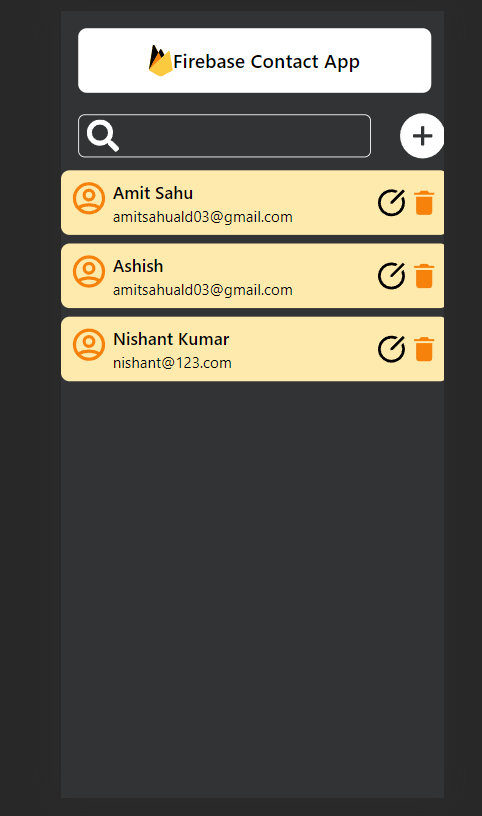 Firebase Contact App
Amit Sahu
amitsahuald03@gmail.com
Ashish
amitsahuald03@gmail.com
Nishant Kumar
nishant@123.com